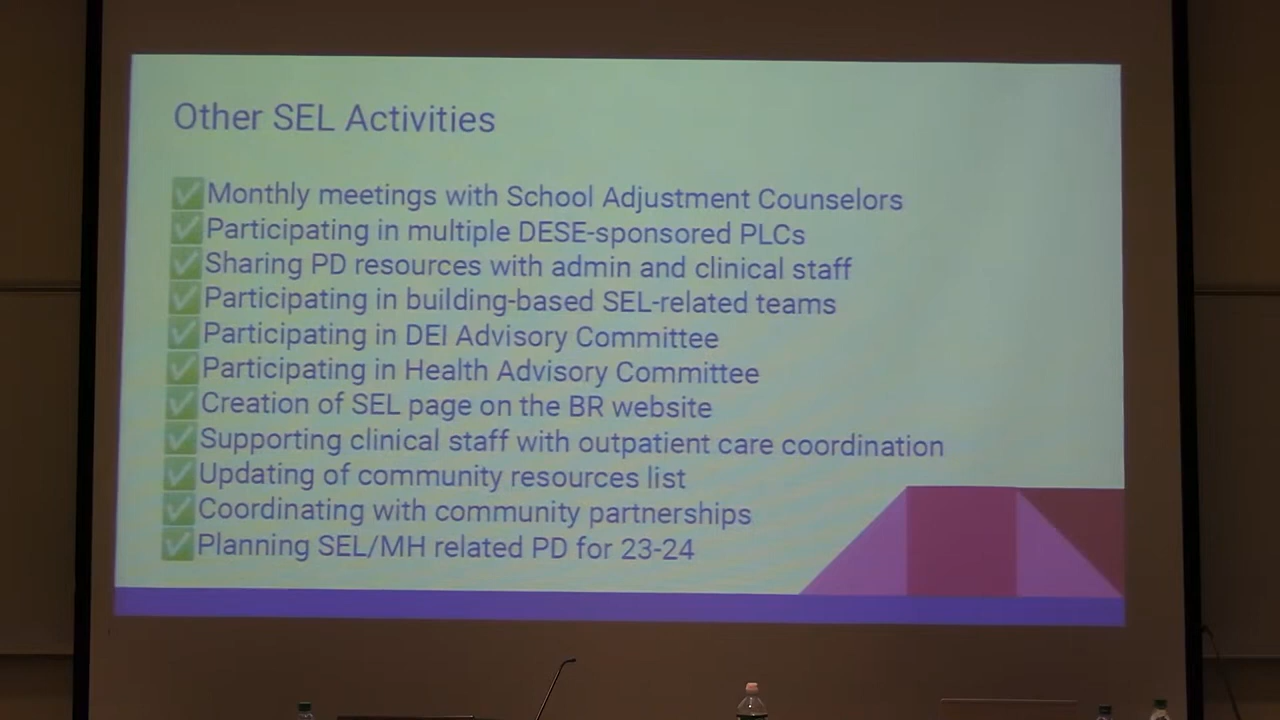 Other SEL Activities
✅Monthly meetings with School Adjustment Counselors
✅Participating in multiple DESE-sponsored PLCs
✅Sharing PD resources with admin and clinical staff
✅Participating in building-based SEL-related teams
✅Participating in DEI Advisory Committee
✅Participating in Health Advisory Committee
✅Creation of SEL page on the BR website
✅Supporting clinical staff with outpatient care coordination
✅Updating of community resources list
✅Coordinating with community partnerships
✅Planning SEL/MH related PD for 23-24